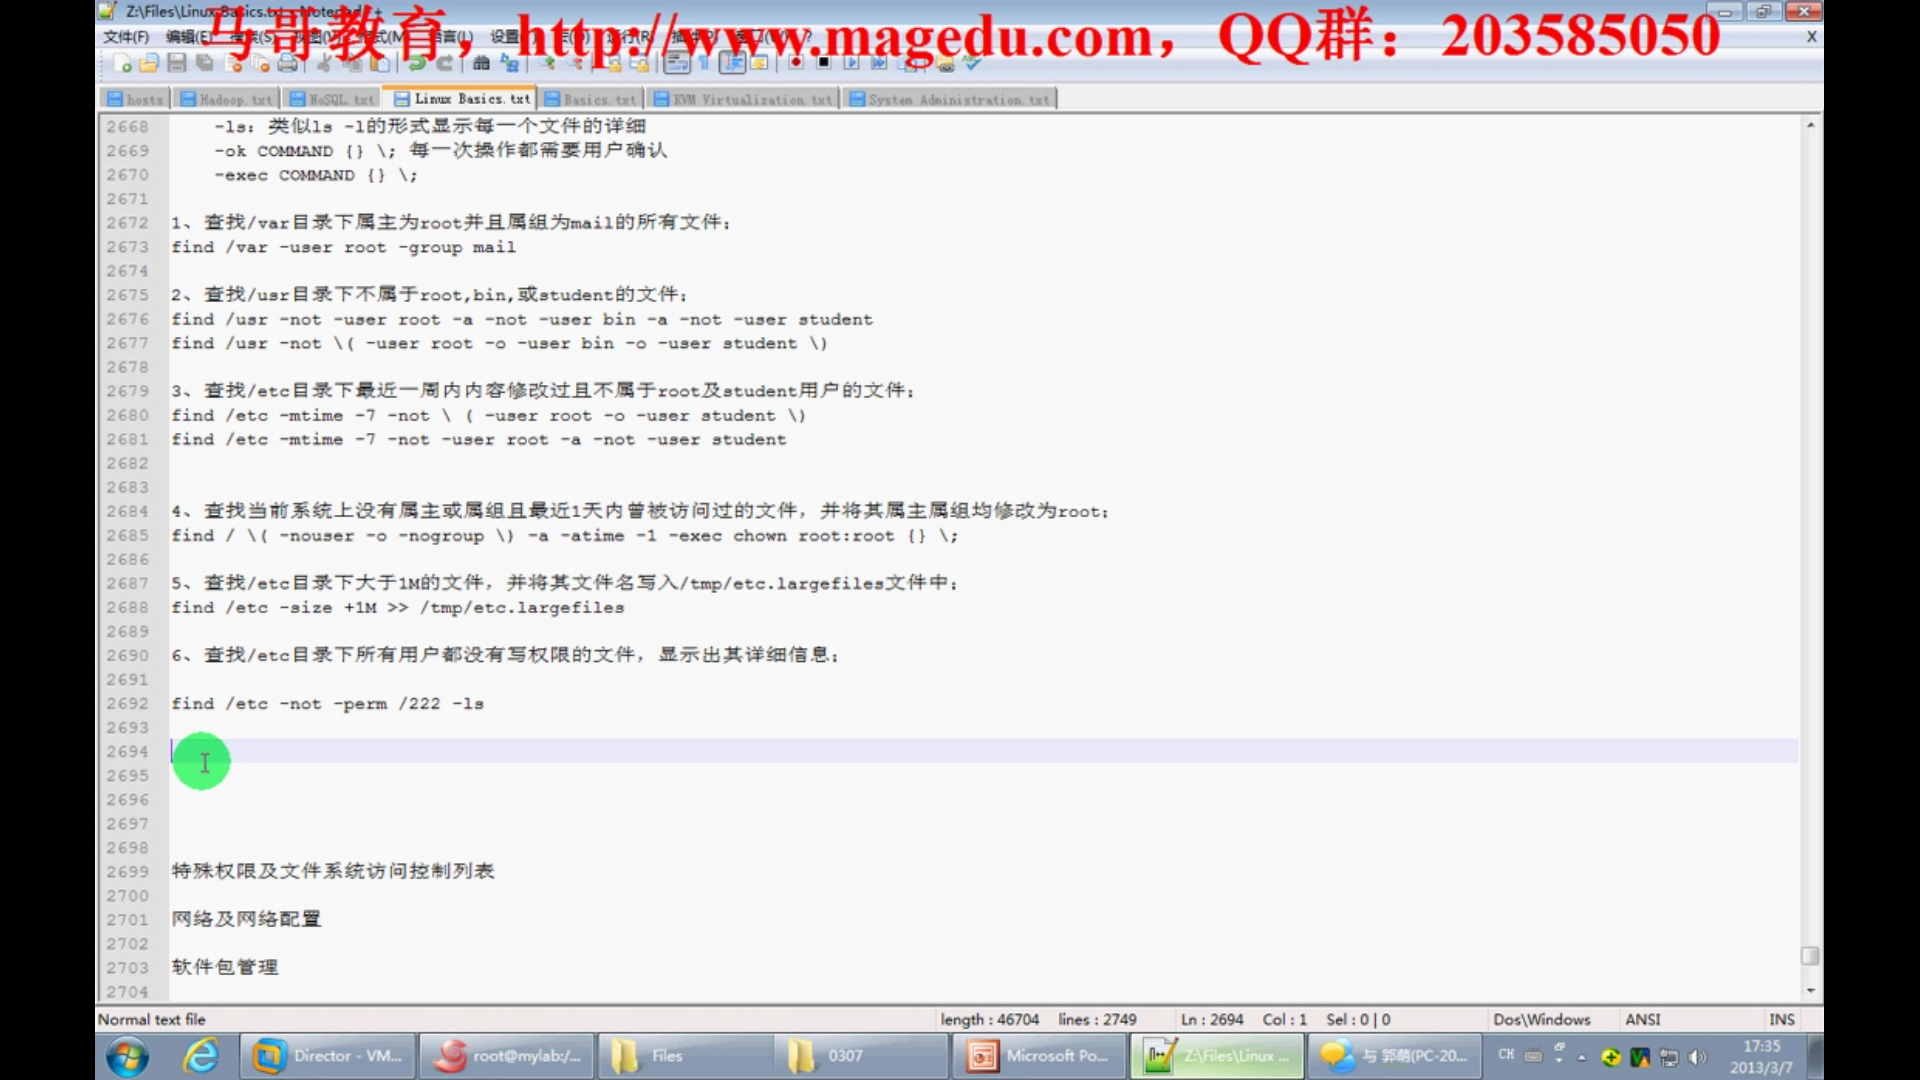 Z:\Files\Linux Basics.txt - Notepad++
马哥教育，http://www.magedu.com，QQ群：203585050
文件(F) 编辑(E)
hosts Hadoop.txt NoSQL.txt Linux Basics.txt Basics.txt KVM Virtualization.txt System Administration.txt
2668 -ls: 类似ls -l的形式显示每一个文件的详细
2669 -ok COMMAND {} \; 每一次操作都需要用户确认
2670 -exec COMMAND {} \;
2671
2672 1、查找/var目录下属主为root并且属组为mail的所有文件；
2673 find /var -user root -group mail
2674
2675 2、查找/usr目录下不属于root,bin,或student的文件；
2676 find /usr -not -user root -a -not -user bin -a -not -user student
2677 find /usr -not \( -user root -o -user bin -o -user student \)
2678
2679 3、查找/etc目录下最近一周内内容修改过且不属于root及student用户的文件；
2680 find /etc -mtime -7 -not \ ( -user root -o -user student \)
2681 find /etc -mtime -7 -not -user root -a -not -user student
2682
2683
2684 4、查找当前系统上没有属主或属组且最近1天内曾被访问过的文件，并将其属主属组均修改为root；
2685 find / \( -nouser -o -nogroup \) -a -atime -1 -exec chown root:root {} \;
2686
2687 5、查找/etc目录下大于1M的文件，并将其文件名写入/tmp/etc.largefiles文件中；
2688 find /etc -size +1M >> /tmp/etc.largefiles
2689
2690 6、查找/etc目录下所有用户都没有写权限的文件，显示出其详细信息；
2691
2692 find /etc -not -perm /222 -ls
2693
2694
2695
2696
2697
2698
2699 特殊权限及文件系统访问控制列表
2700
2701 网络及网络配置
2702
2703 软件包管理
2704
Normal text file length : 46704 lines : 2749 Ln : 2694 Col : 1 Sel : 0 | 0 Dos\Windows ANSI INS
Director - VM... root@mylab:/... Files 0307 Microsoft Po... Z:\Files\Linux ... 与 郭萌(PC-20... CH 17:35
2013/3/7